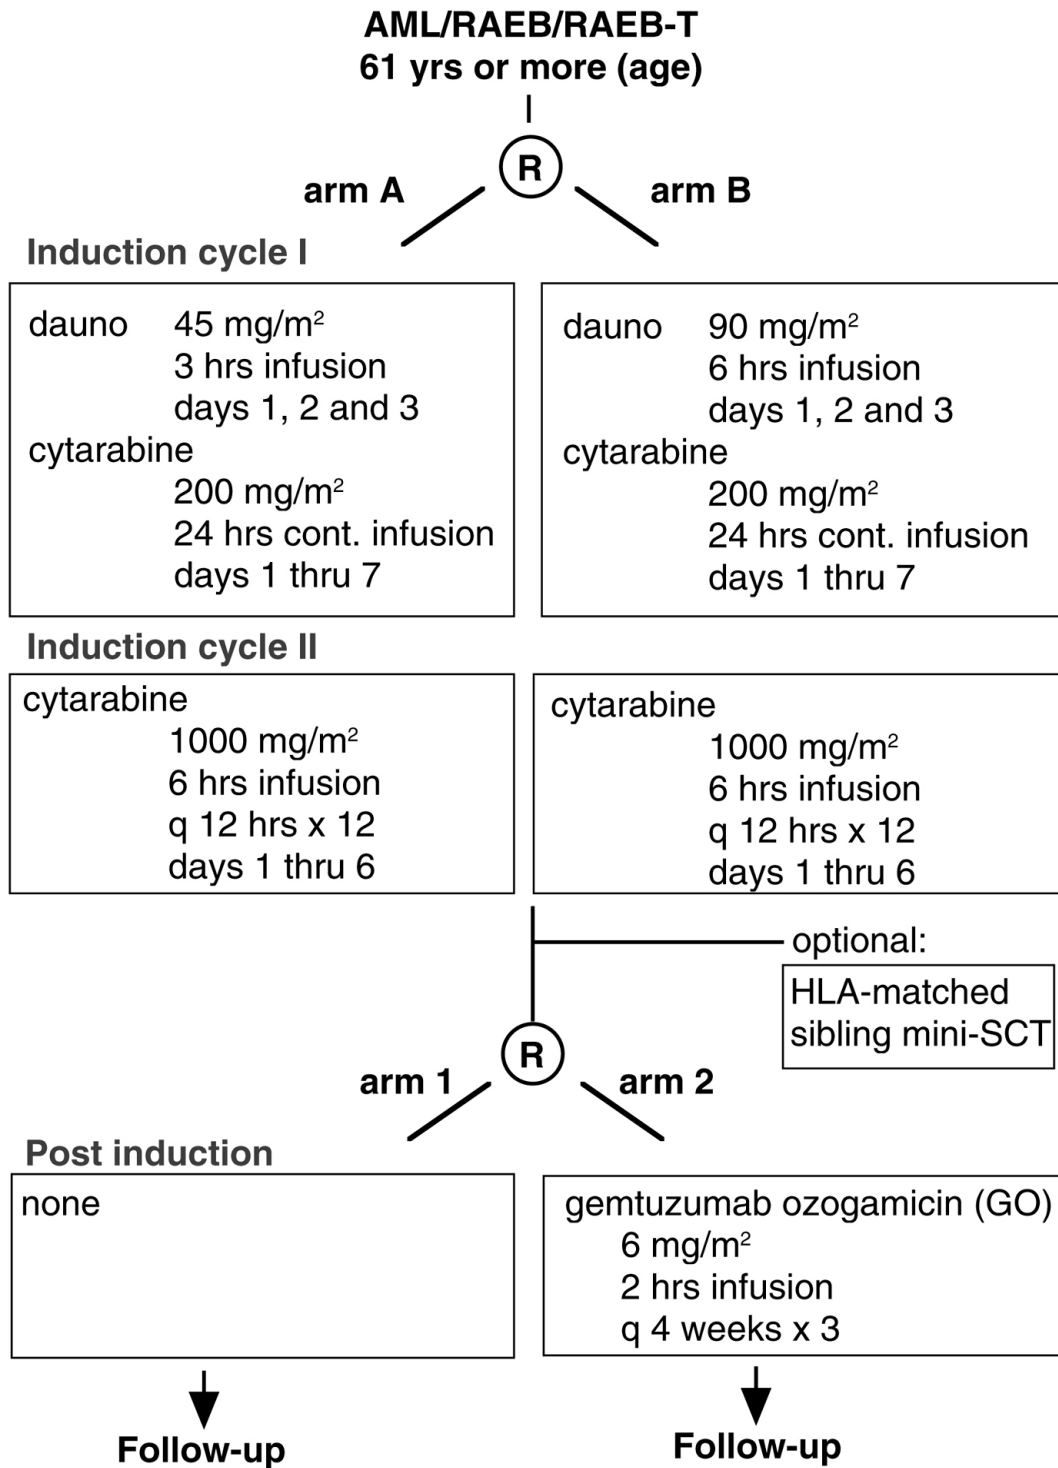 AML/RAEB/RAEB-T
61 yrs or more (age)
R
arm A
arm B
Induction cycle I
dauno 45 mg/m²
3 hrs infusion
days 1, 2 and 3
cytarabine
200 mg/m²
24 hrs cont. infusion
days 1 thru 7
dauno 90 mg/m²
6 hrs infusion
days 1, 2 and 3
cytarabine
200 mg/m²
24 hrs cont. infusion
days 1 thru 7
Induction cycle II
cytarabine
1000 mg/m²
6 hrs infusion
q 12 hrs x 12
days 1 thru 6
cytarabine
1000 mg/m²
6 hrs infusion
q 12 hrs x 12
days 1 thru 6
optional:
HLA-matched
sibling mini-SCT
R
arm 1
arm 2
Post induction
none
gemtuzumab ozogamicin (GO)
6 mg/m²
2 hrs infusion
q 4 weeks x 3
Follow-up
Follow-up